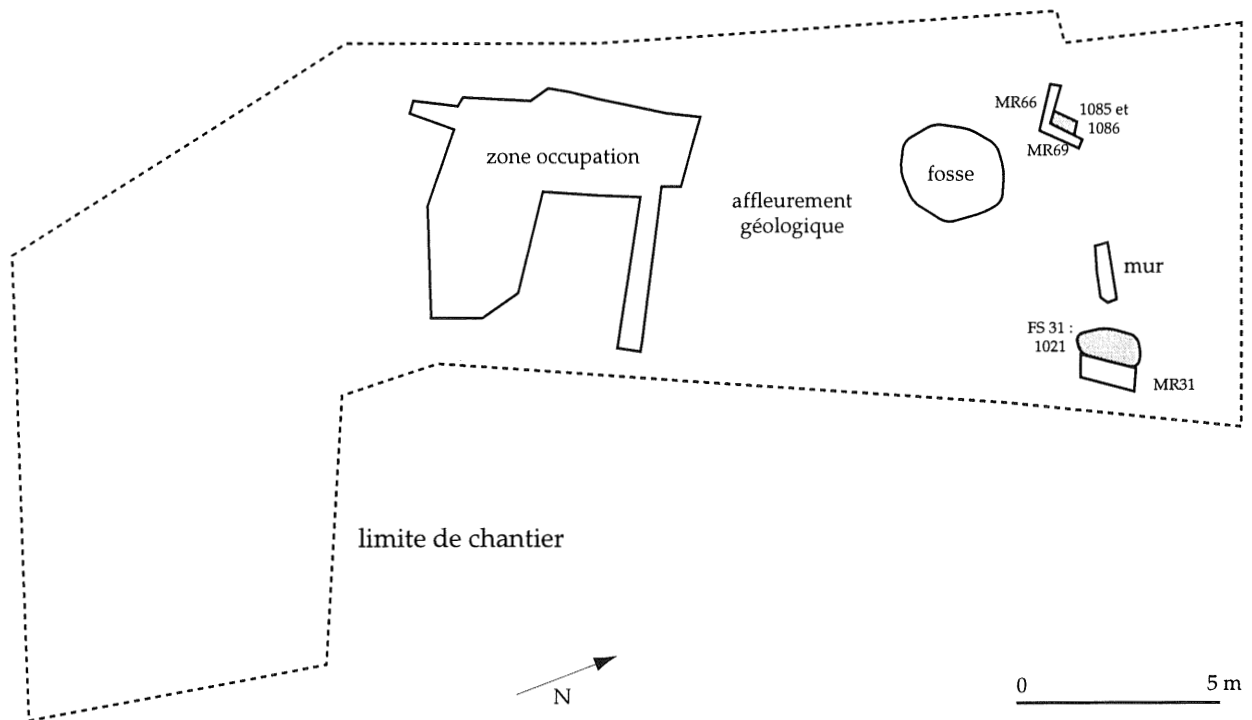 MR66
1085 et
1086
MR69
zone occupation
fosse
affleurement
géologique
mur
FS 31 :
1021
MR31
limite de chantier
N
0 5 m